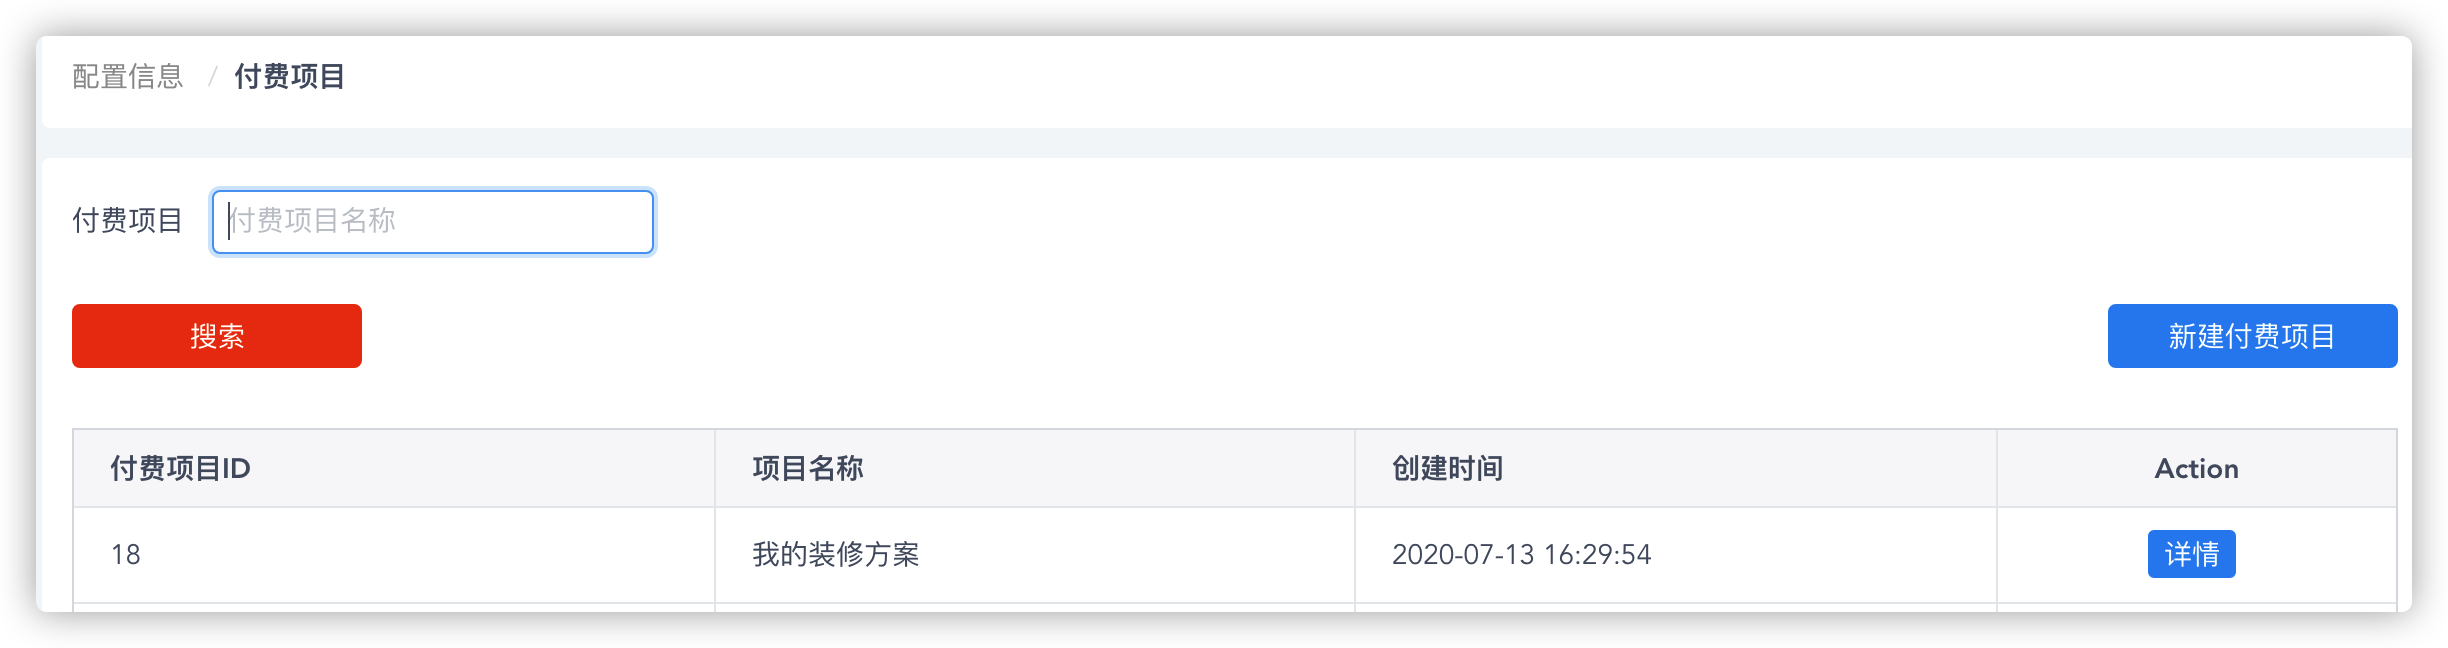 配置信息 / 付费项目
付费项目 付费项目名称
搜索 新建付费项目
付费项目ID 项目名称 创建时间 Action
18 我的装修方案 2020-07-13 16:29:54 详情